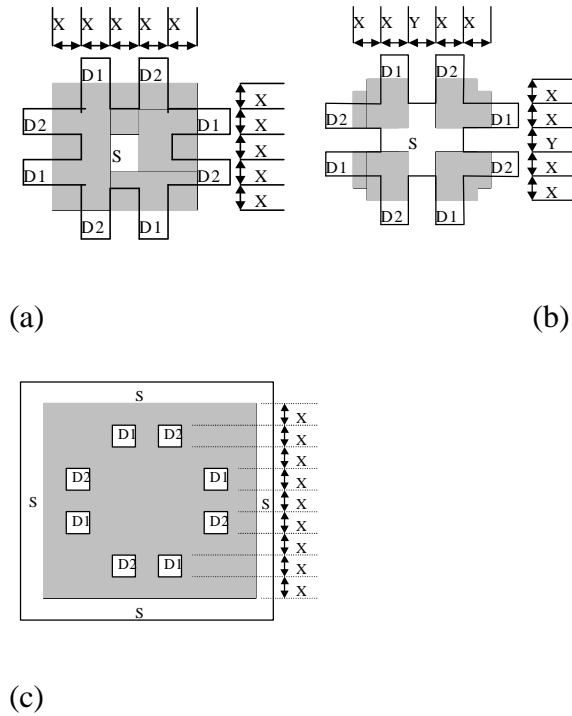 X X X X X
D1 D2
X
D2 D1 X
S X
D1 D2 X
D2 D1 X
X X Y X X
D1 D2
X
D2 D1 X
S Y
D1 D2 X
D2 D1 X
(a) (b)
S
X
D1 D2 X
X
D2 D1 X
S S X
D1 D2 X
X
D2 D1 X
X
S
(c)